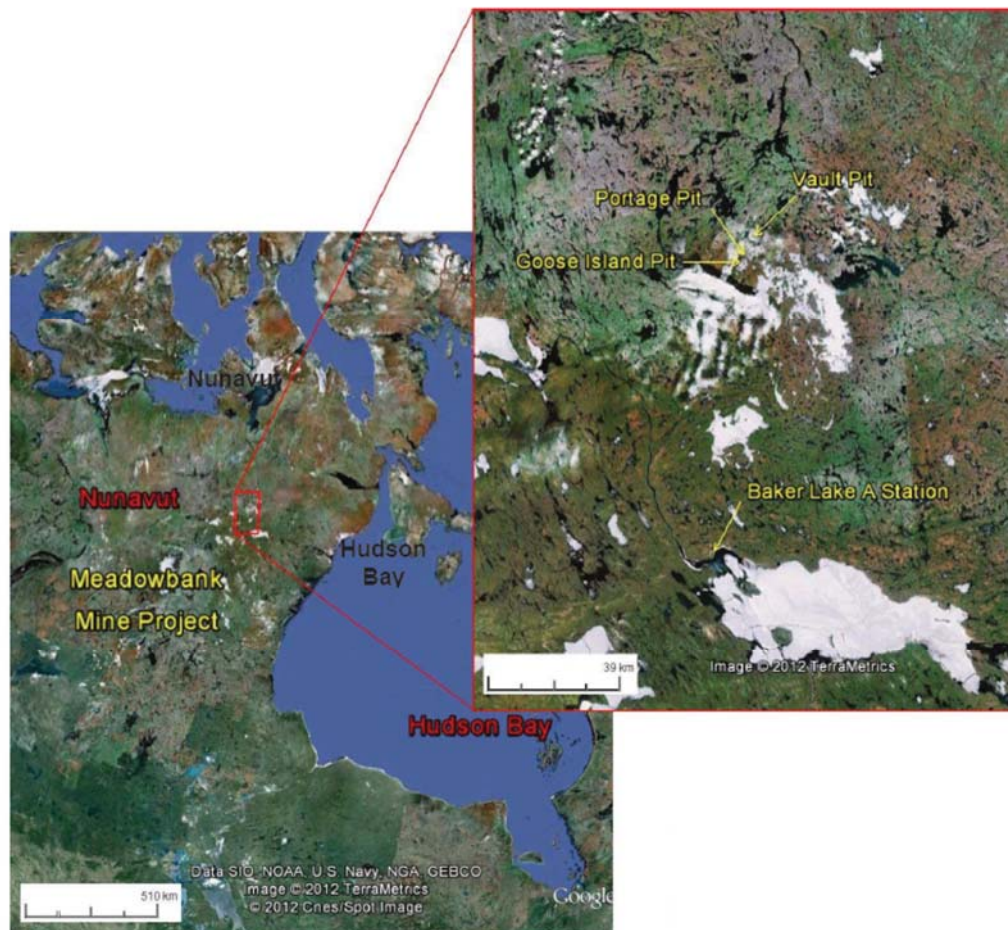 Vault Pit
Portage Pit
Goose Island Pit
Baker Lake A Station
39 km
Image © 2012 TerraMetrics
Nunavut
Nunavut
Hudson
Bay
Meadowbank
Mine Project
Hudson Bay
Data SIO, NOAA, U.S. Navy, NGA, GEBCO
Image © 2012 TerraMetrics
© 2012 Cnes/Spot Image
510 km
Google